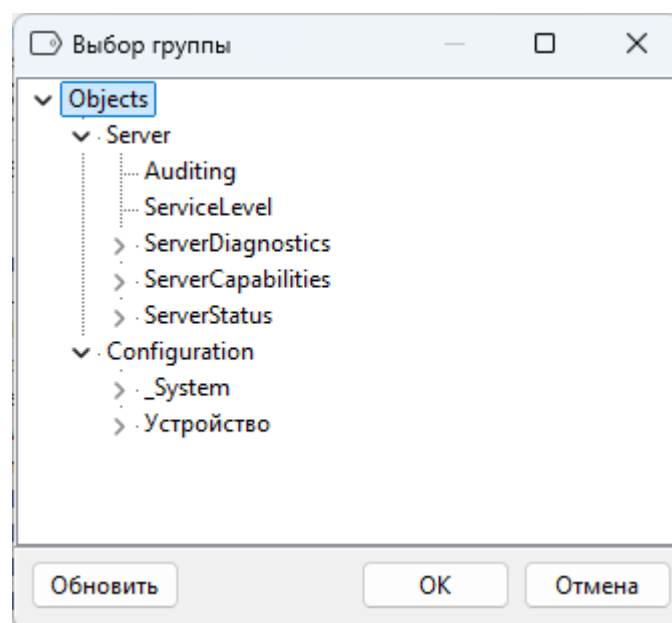 Выбор группы
Objects
Server
Auditing
ServiceLevel
ServerDiagnostics
ServerCapabilities
ServerStatus
Configuration
_System
Устройство
Обновить OK Отмена